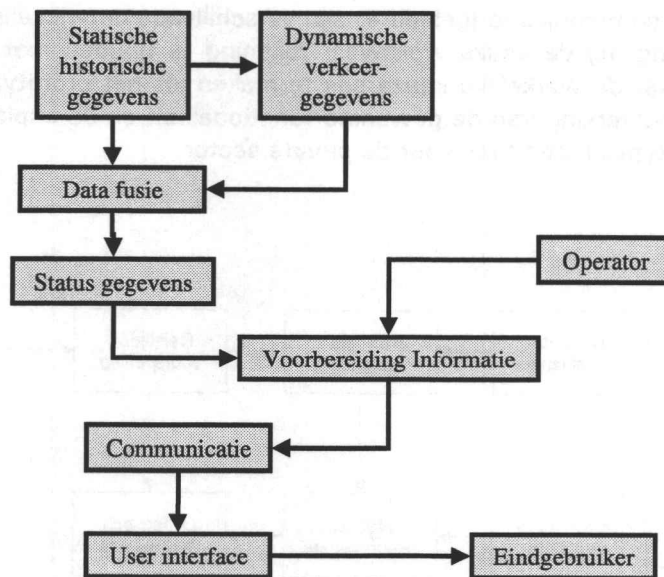 Statische
historische
gegevens
Dynamische
verkeer-
gegevens
Data fusie
Status gegevens
Operator
Voorbereiding Informatie
Communicatie
User interface
Eindgebruiker